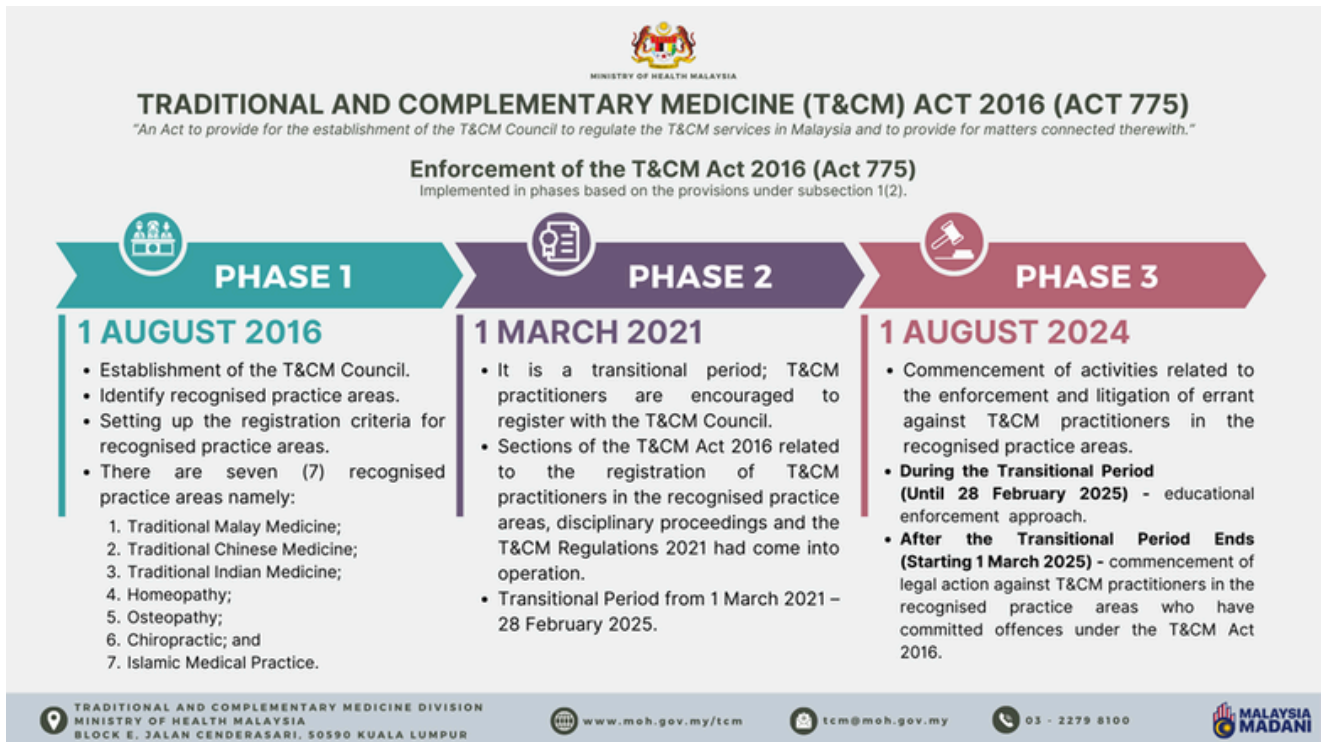 MINISTRY OF HEALTH MALAYSIA
TRADITIONAL AND COMPLEMENTARY MEDICINE (T&CM) ACT 2016 (ACT 775)
"An Act to provide for the establishment of the T&CM Council to regulate the T&CM services in Malaysia and to provide for matters connected therewith."
Enforcement of the T&CM Act 2016 (Act 775)
Implemented in phases based on the provisions under subsection 1(2).
PHASE 1
1 AUGUST 2016
• Establishment of the T&CM Council.
• Identify recognised practice areas.
• Setting up the registration criteria for
recognised practice areas.
• There are seven (7) recognised
practice areas namely:
1. Traditional Malay Medicine;
2. Traditional Chinese Medicine;
3. Traditional Indian Medicine;
4. Homeopathy;
5. Osteopathy;
6. Chiropractic; and
7. Islamic Medical Practice.
PHASE 2
1 MARCH 2021
• It is a transitional period; T&CM
practitioners are encouraged to
register with the T&CM Council.
• Sections of the T&CM Act 2016 related
to the registration of T&CM
practitioners in the recognised practice
areas, disciplinary proceedings and the
T&CM Regulations 2021 had come into
operation.
• Transitional Period from 1 March 2021 –
28 February 2025.
PHASE 3
1 AUGUST 2024
• Commencement of activities related to
the enforcement and litigation of errant
against T&CM practitioners in the
recognised practice areas.
• During the Transitional Period
(Until 28 February 2025) - educational
enforcement approach.
• After the Transitional Period Ends
(Starting 1 March 2025) - commencement of
legal action against T&CM practitioners in the
recognised practice areas who have
committed offences under the T&CM Act
2016.
TRADITIONAL AND COMPLEMENTARY MEDICINE DIVISION
MINISTRY OF HEALTH MALAYSIA
BLOCK E, JALAN CENDERASARI, 50590 KUALA LUMPUR
www.moh.gov.my/tcm
tcm@moh.gov.my
03 - 2279 8100
MALAYSIA
MADANI